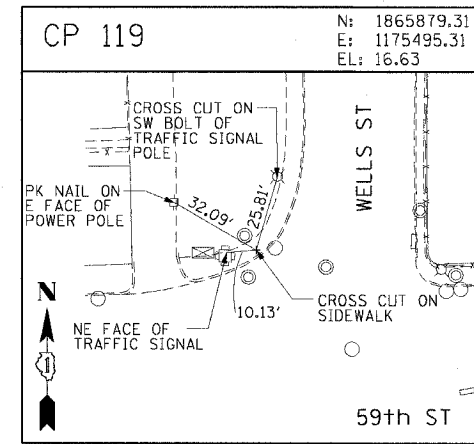 CP 119
N: 1865879.31
E: 1175495.31
EL: 16.63
CROSS CUT ON
SW BOLT OF
TRAFFIC SIGNAL
POLE
WELLS ST
PK NAIL ON
E FACE OF
POWER POLE
32.09'
25.81'
N
1
10.13'
CROSS CUT ON
SIDEWALK
NE FACE OF
TRAFFIC SIGNAL
59th ST